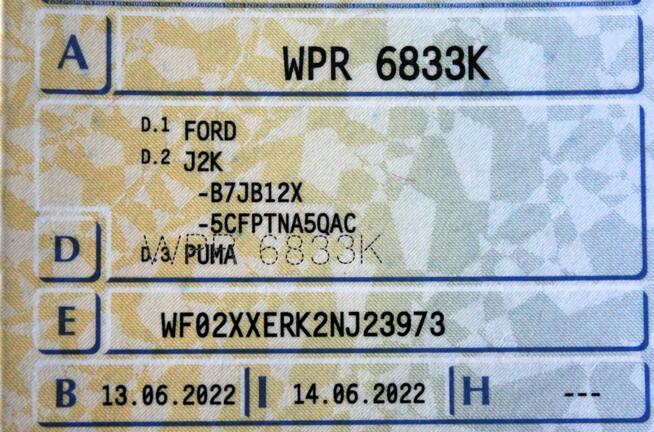 A WPR 6833K
D.1 FORD
D.2 J2K
-B7JB12X
-5CFPTNA5QAC
D D.3 PUMA
WPR 6833K
E WF02XXERK2NJ23973
B 13.06.2022 I 14.06.2022 H ---